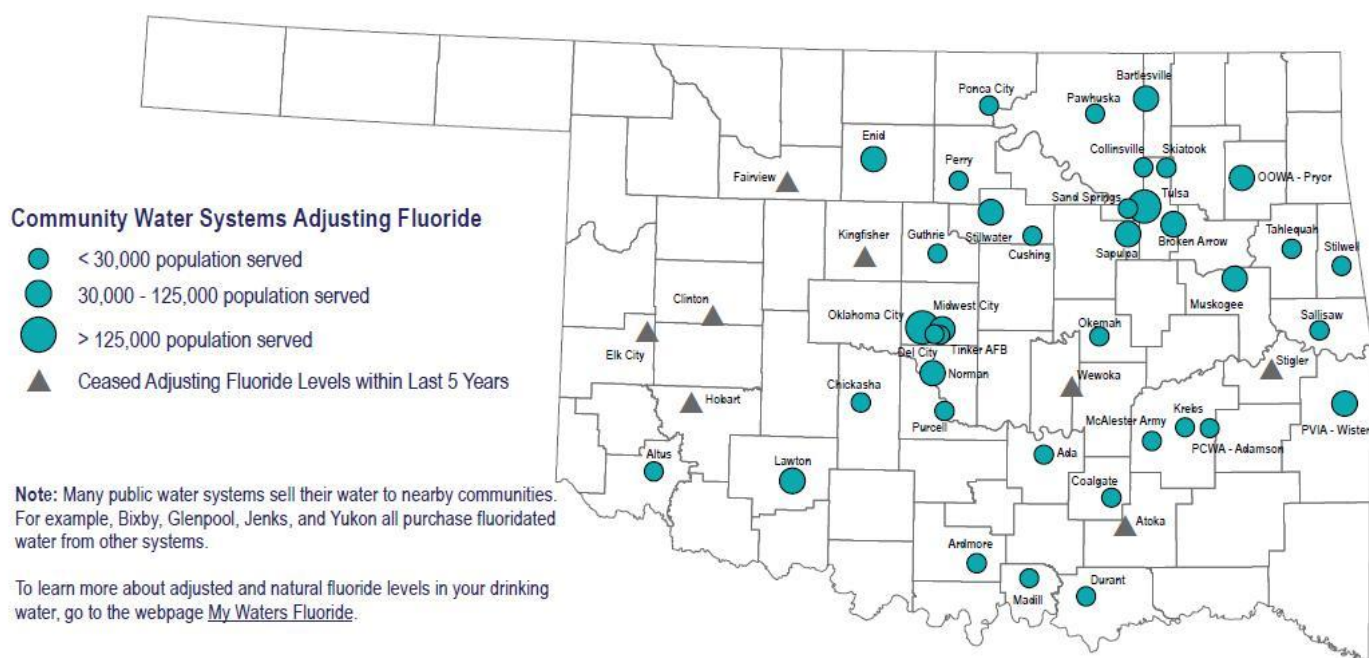 Ponca City
Bartlesville
Pawhuska
Enid
Perry
Collinsville
Skiatook
OOWA - Pryor
Fairview
Sand Springs
Tulsa
Community Water Systems Adjusting Fluoride
< 30,000 population served
30,000 - 125,000 population served
> 125,000 population served
Ceased Adjusting Fluoride Levels within Last 5 Years
Kingfisher
Guthrie
Stillwater
Cushing
Sapulpa
Broken Arrow
Tahlequah
Stilwell
Clinton
Oklahoma City
Midwest City
Muskogee
Elk City
Del City
Tinker AFB
Okemah
Sallisaw
Hobart
Chickasha
Norman
Wewoka
Stigler
Purcell
McAlester Army
Krebs
PCWA - Adamson
PVIA - Wister
Altus
Lawton
Ada
Coalgate
Atoka
Note: Many public water systems sell their water to nearby communities.
For example, Bixby, Glenpool, Jenks, and Yukon all purchase fluoridated
water from other systems.
Ardmore
Madill
Durant
To learn more about adjusted and natural fluoride levels in your drinking
water, go to the webpage My Waters Fluoride.